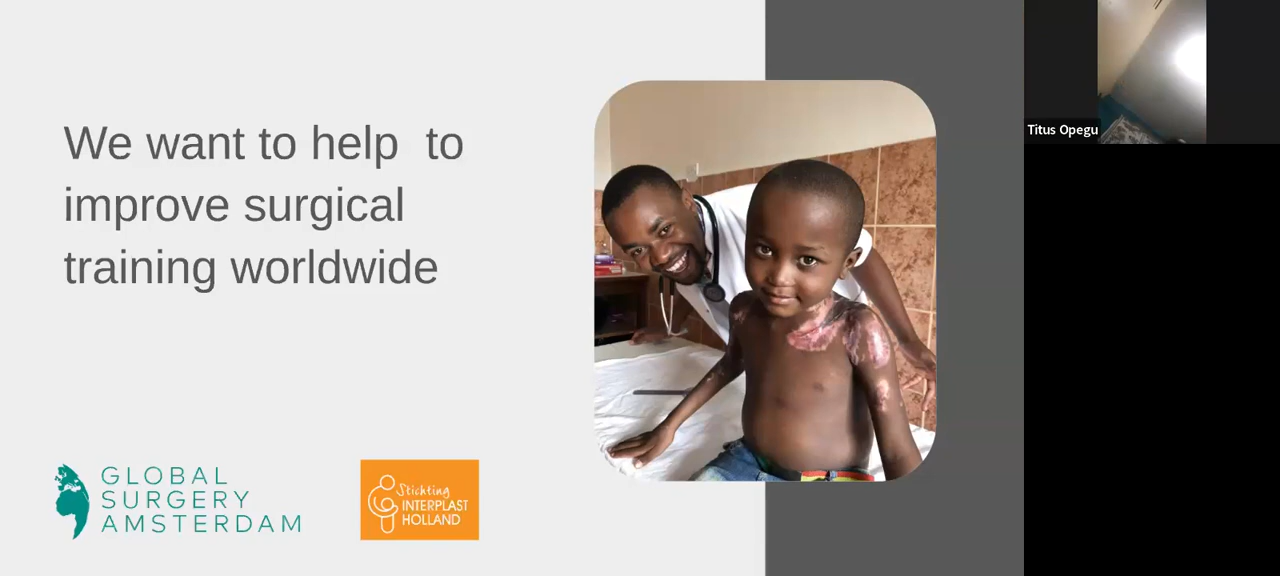 We want to help  to
improve surgical
training worldwide
GLOBAL
SURGERY
AMSTERDAM
Stichting
INTERPLAST
HOLLAND
Titus Opegu